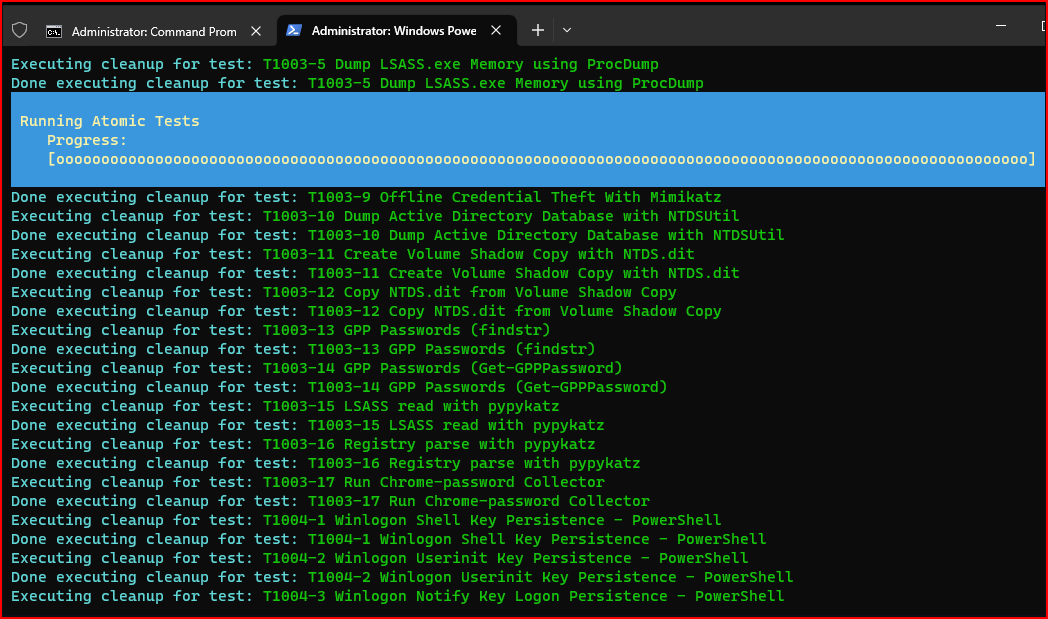 Administrator: Command Prom
Administrator: Windows Powe
Executing cleanup for test: T1003-5 Dump LSASS.exe Memory using ProcDump
Done executing cleanup for test: T1003-5 Dump LSASS.exe Memory using ProcDump
Running Atomic Tests
Progress:
[oooooooooooooooooooooooooooooooooooooooooooooooooooooooooooooooooooooooooooooooooooooooooooooooooooooooooooo]
Done executing cleanup for test: T1003-9 Offline Credential Theft With Mimikatz
Executing cleanup for test: T1003-10 Dump Active Directory Database with NTDSUtil
Done executing cleanup for test: T1003-10 Dump Active Directory Database with NTDSUtil
Executing cleanup for test: T1003-11 Create Volume Shadow Copy with NTDS.dit
Done executing cleanup for test: T1003-11 Create Volume Shadow Copy with NTDS.dit
Executing cleanup for test: T1003-12 Copy NTDS.dit from Volume Shadow Copy
Done executing cleanup for test: T1003-12 Copy NTDS.dit from Volume Shadow Copy
Executing cleanup for test: T1003-13 GPP Passwords (findstr)
Done executing cleanup for test: T1003-13 GPP Passwords (findstr)
Executing cleanup for test: T1003-14 GPP Passwords (Get-GPPPassword)
Done executing cleanup for test: T1003-14 GPP Passwords (Get-GPPPassword)
Executing cleanup for test: T1003-15 LSASS read with pypykatz
Done executing cleanup for test: T1003-15 LSASS read with pypykatz
Executing cleanup for test: T1003-16 Registry parse with pypykatz
Done executing cleanup for test: T1003-16 Registry parse with pypykatz
Executing cleanup for test: T1003-17 Run Chrome-password Collector
Done executing cleanup for test: T1003-17 Run Chrome-password Collector
Executing cleanup for test: T1004-1 Winlogon Shell Key Persistence - PowerShell
Done executing cleanup for test: T1004-1 Winlogon Shell Key Persistence - PowerShell
Executing cleanup for test: T1004-2 Winlogon Userinit Key Persistence - PowerShell
Done executing cleanup for test: T1004-2 Winlogon Userinit Key Persistence - PowerShell
Executing cleanup for test: T1004-3 Winlogon Notify Key Logon Persistence - PowerShell